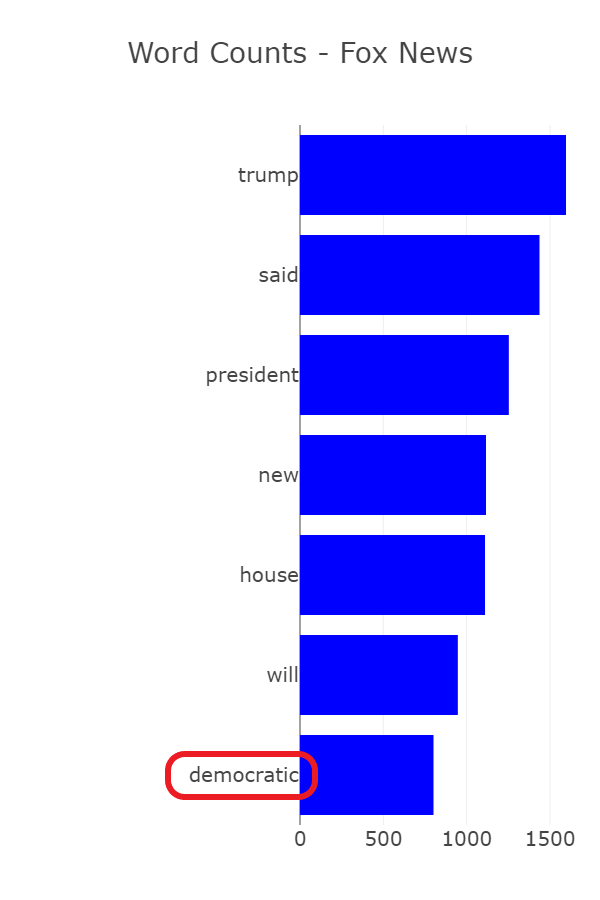 Word Counts - Fox News
trump
said
president
new
house
will
democratic
0 500 1000 1500